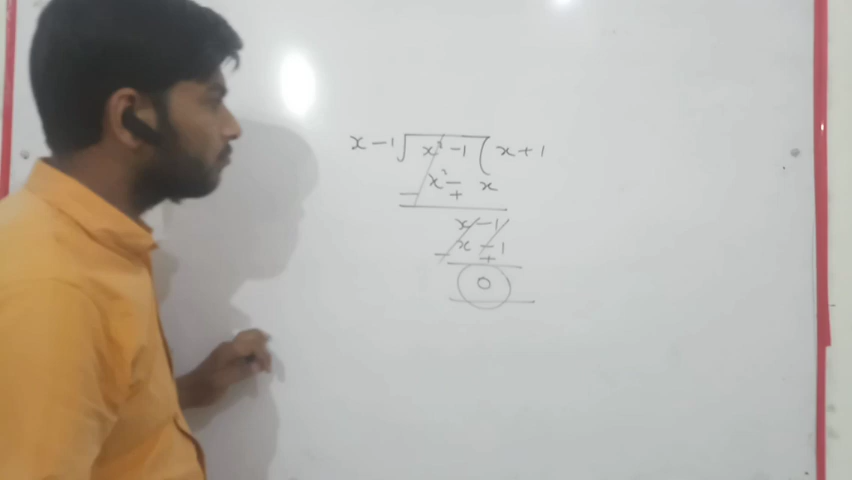 x-1 √ x²-1 ( x+1
x² - x
- +
x-1
x-1
- +
0